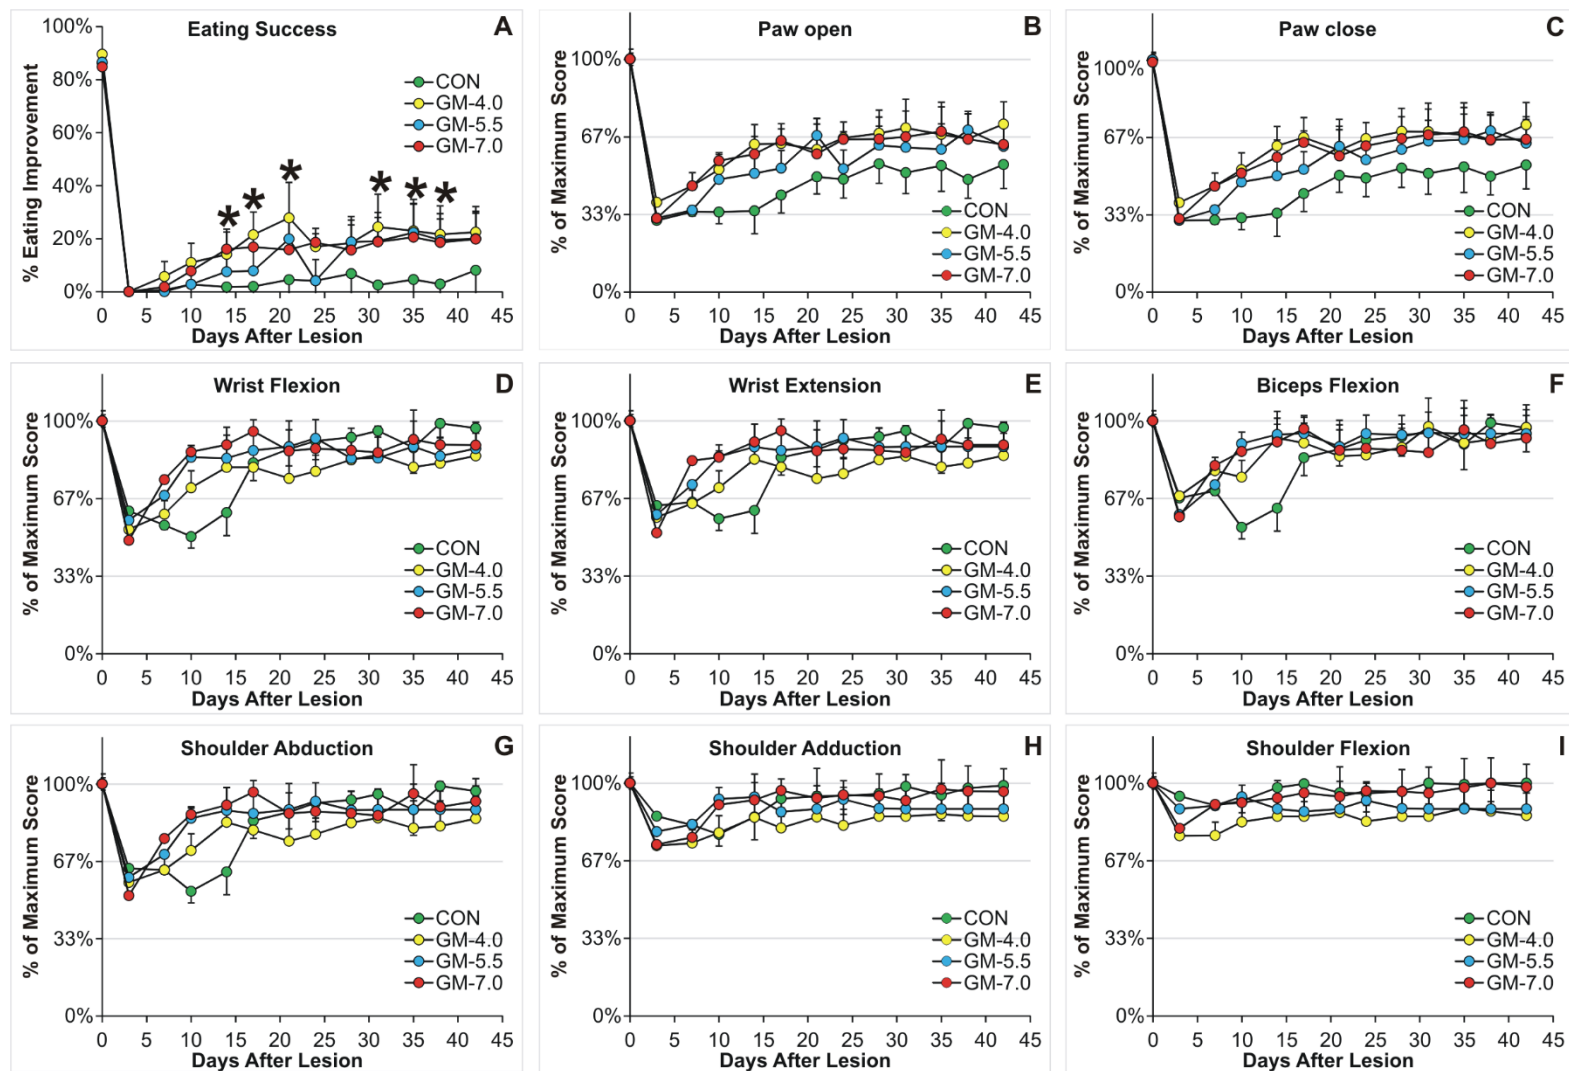 Eating Success A
% Eating Improvement
100%
80%
60%
40%
20%
0%
* * * * * *
CON
GM-4.0
GM-5.5
GM-7.0
0 5 10 15 20 25 30 35 40 45
Days After Lesion
Paw open B
% of Maximum Score
100%
67%
33%
0%
CON
GM-4.0
GM-5.5
GM-7.0
0 5 10 15 20 25 30 35 40 45
Days After Lesion
Paw close C
% of Maximum Score
100%
67%
33%
0%
CON
GM-4.0
GM-5.5
GM-7.0
0 5 10 15 20 25 30 35 40 45
Days After Lesion
Wrist Flexion D
% of Maximum Score
100%
67%
33%
0%
CON
GM-4.0
GM-5.5
GM-7.0
0 5 10 15 20 25 30 35 40 45
Days After Lesion
Wrist Extension E
% of Maximum Score
100%
67%
33%
0%
CON
GM-4.0
GM-5.5
GM-7.0
0 5 10 15 20 25 30 35 40 45
Days After Lesion
Biceps Flexion F
% of Maximum Score
100%
67%
33%
0%
CON
GM-4.0
GM-5.5
GM-7.0
0 5 10 15 20 25 30 35 40 45
Days After Lesion
Shoulder Abduction G
% of Maximum Score
100%
67%
33%
0%
CON
GM-4.0
GM-5.5
GM-7.0
0 5 10 15 20 25 30 35 40 45
Days After Lesion
Shoulder Adduction H
% of Maximum Score
100%
67%
33%
0%
CON
GM-4.0
GM-5.5
GM-7.0
0 5 10 15 20 25 30 35 40 45
Days After Lesion
Shoulder Flexion I
% of Maximum Score
100%
67%
33%
0%
CON
GM-4.0
GM-5.5
GM-7.0
0 5 10 15 20 25 30 35 40 45
Days After Lesion